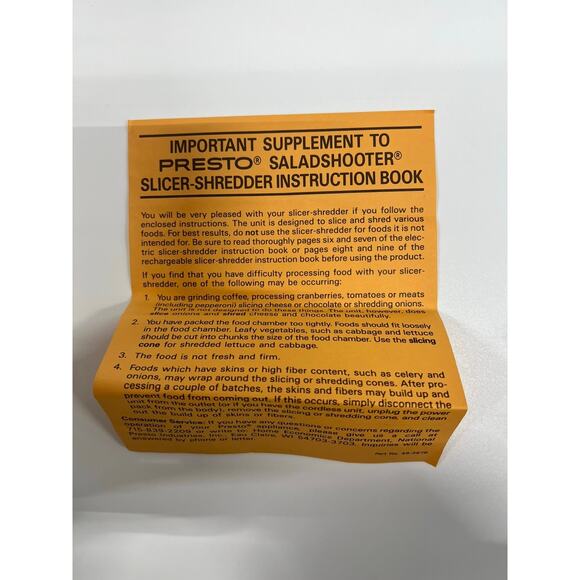 IMPORTANT SUPPLEMENT TO
PRESTO® SALADSHOOTER®
SLICER-SHREDDER INSTRUCTION BOOK
You will be very pleased with your slicer-shredder if you follow the
enclosed instructions. The unit is designed to slice and shred various
foods. For best results, do not use the slicer-shredder for foods it is not
intended for. Be sure to read thoroughly pages six and seven of the elec-
tric slicer-shredder instruction book or pages eight and nine of the
rechargeable slicer-shredder instruction book before using the product.
If you find that you have difficulty processing food with your slicer-
shredder, one of the following may be occurring:
1. You are grinding coffee, processing cranberries, tomatoes or meats
(including pepperoni) slicing cheese or chocolate or shredding onions.
The unit is not designed to do these things. The unit, however, does
slice onions and shred cheese and chocolate beautifully.
2. You have packed the food chamber too tightly. Foods should fit loosely
in the food chamber. Leafy vegetables, such as cabbage and lettuce
should be cut into chunks the size of the food chamber. Use the slicing
cone for shredded lettuce and cabbage.
3. The food is not fresh and firm.
4. Foods which have skins or high fiber content, such as celery and
onions, may wrap around the slicing or shredding cones. After pro-
cessing a couple of batches, the skins and fibers may build up and
prevent food from coming out. If this occurs, simply disconnect the
unit from the outlet (or if you have the cordless unit, unplug the power
pack from the body), remove the slicing or shredding cone, and clean
out the build up of skins or fibers.
Consumer Service: If you have any questions or concerns regarding the
operation of your Presto® appliance, please give us a call at
715-839-2209 or write to: Home Economics Department, National
Presto Industries, Inc., Eau Claire, WI 54703-3703. Inquiries will be
answered by phone or letter.